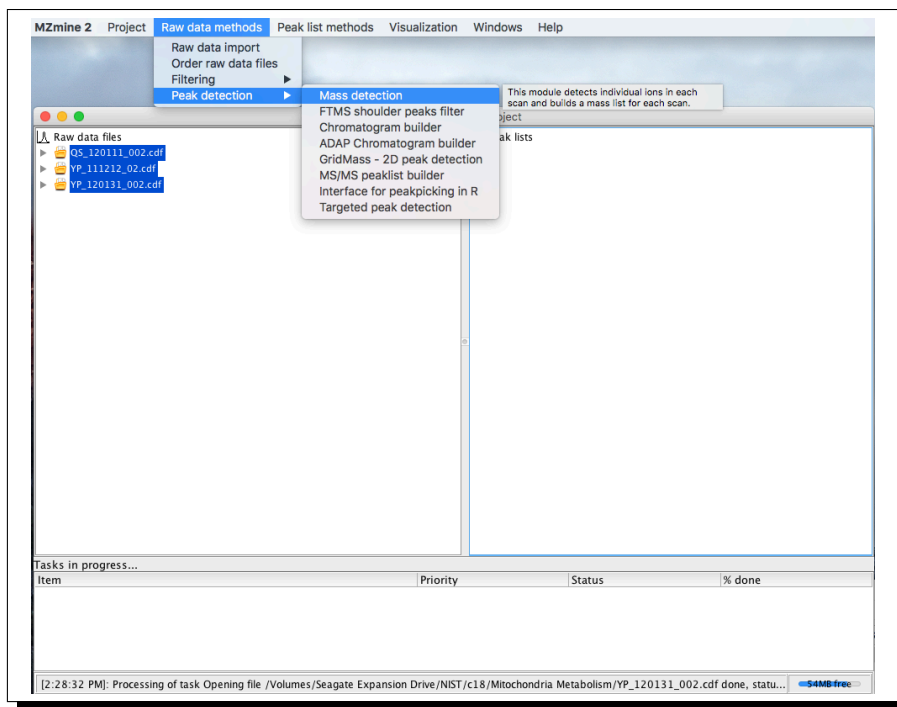 MZmine 2 Project Raw data methods Peak list methods Visualization Windows Help
Raw data import
Order raw data files
Filtering
Peak detection
Mass detection
FTMS shoulder peaks filter
Chromatogram builder
ADAP Chromatogram builder
GridMass - 2D peak detection
MS/MS peaklist builder
Interface for peakpicking in R
Targeted peak detection
This module detects individual ions in each
scan and builds a mass list for each scan.
ject
Raw data files
ak lists
QS_120111_002.cdf
YP_111212_02.cdf
YP_120131_002.cdf
Tasks in progress...
Item Priority Status % done
[2:28:32 PM]: Processing of task Opening file /Volumes/Seagate Expansion Drive/NIST/c18/Mitochondria Metabolism/YP_120131_002.cdf done, statu... 54MB free